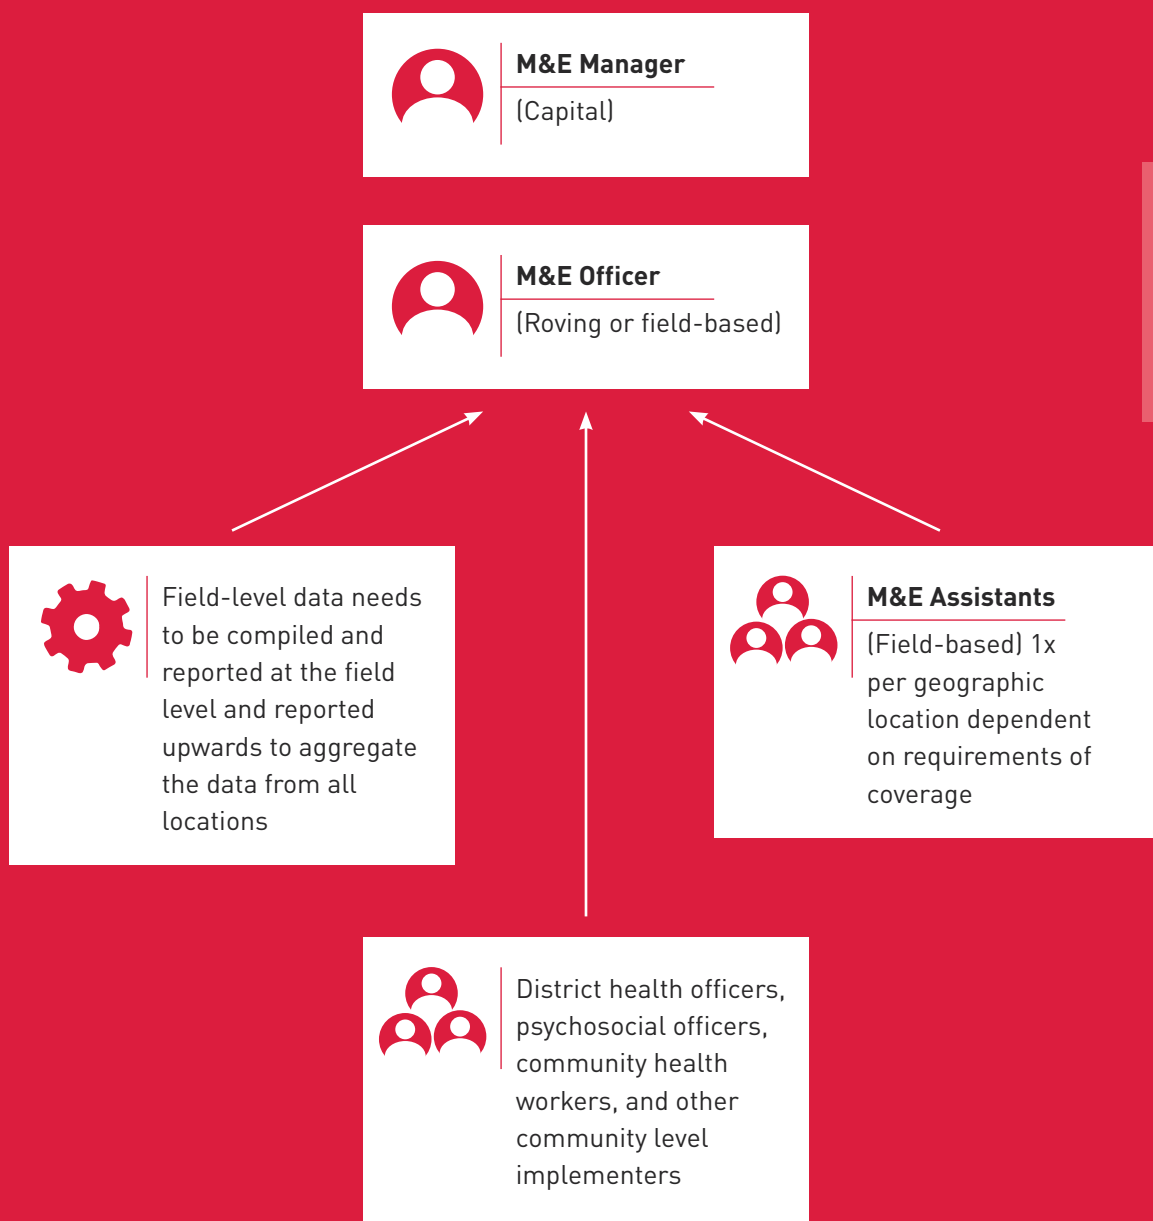 M&E Manager
(Capital)
M&E Officer
(Roving or field-based)
Field-level data needs
to be compiled and
reported at the field
level and reported
upwards to aggregate
the data from all
locations
M&E Assistants
(Field-based) 1x
per geographic
location dependent
on requirements of
coverage
District health officers,
psychosocial officers,
community health
workers, and other
community level
implementers